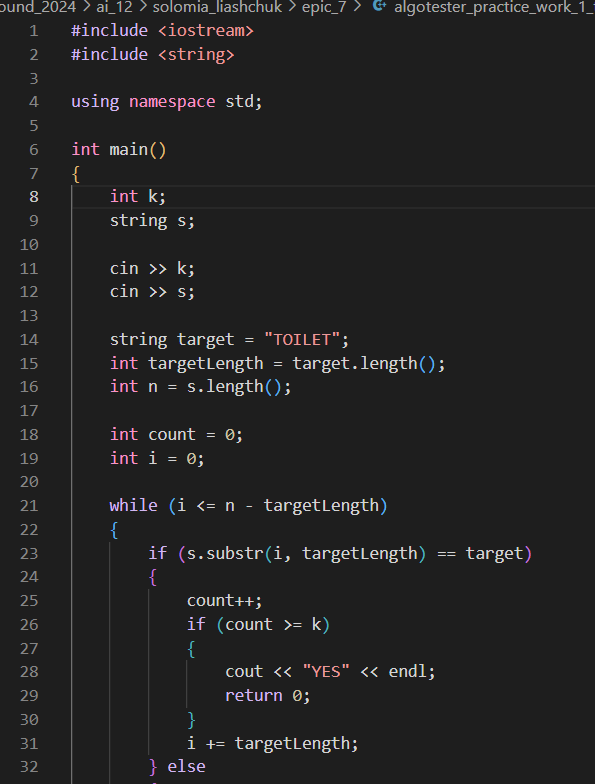 ound_2024 > ai_12 > solomia_liashchuk > epic_7 > C++ algotester_practice_work_1_
1 #include <iostream>
2 #include <string>
3
4 using namespace std;
5
6 int main()
7 {
8 int k;
9 string s;
10
11 cin >> k;
12 cin >> s;
13
14 string target = "TOILET";
15 int targetLength = target.length();
16 int n = s.length();
17
18 int count = 0;
19 int i = 0;
20
21 while (i <= n - targetLength)
22 {
23 if (s.substr(i, targetLength) == target)
24 {
25 count++;
26 if (count >= k)
27 {
28 cout << "YES" << endl;
29 return 0;
30 }
31 i += targetLength;
32 } else